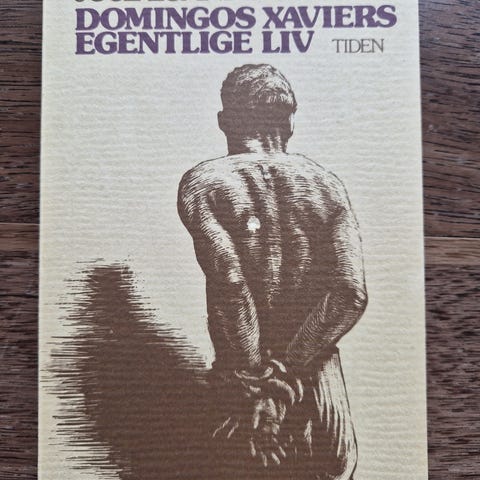 DOMINGOS XAVIERS
EGENTLIGE LIV TIDEN